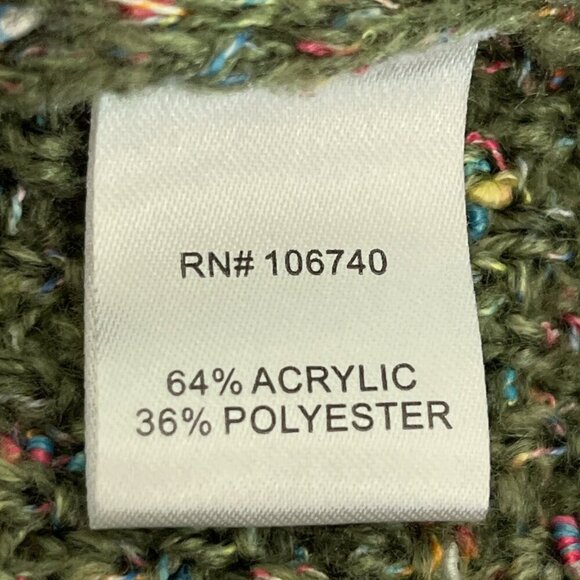 RN# 106740
64% ACRYLIC
36% POLYESTER